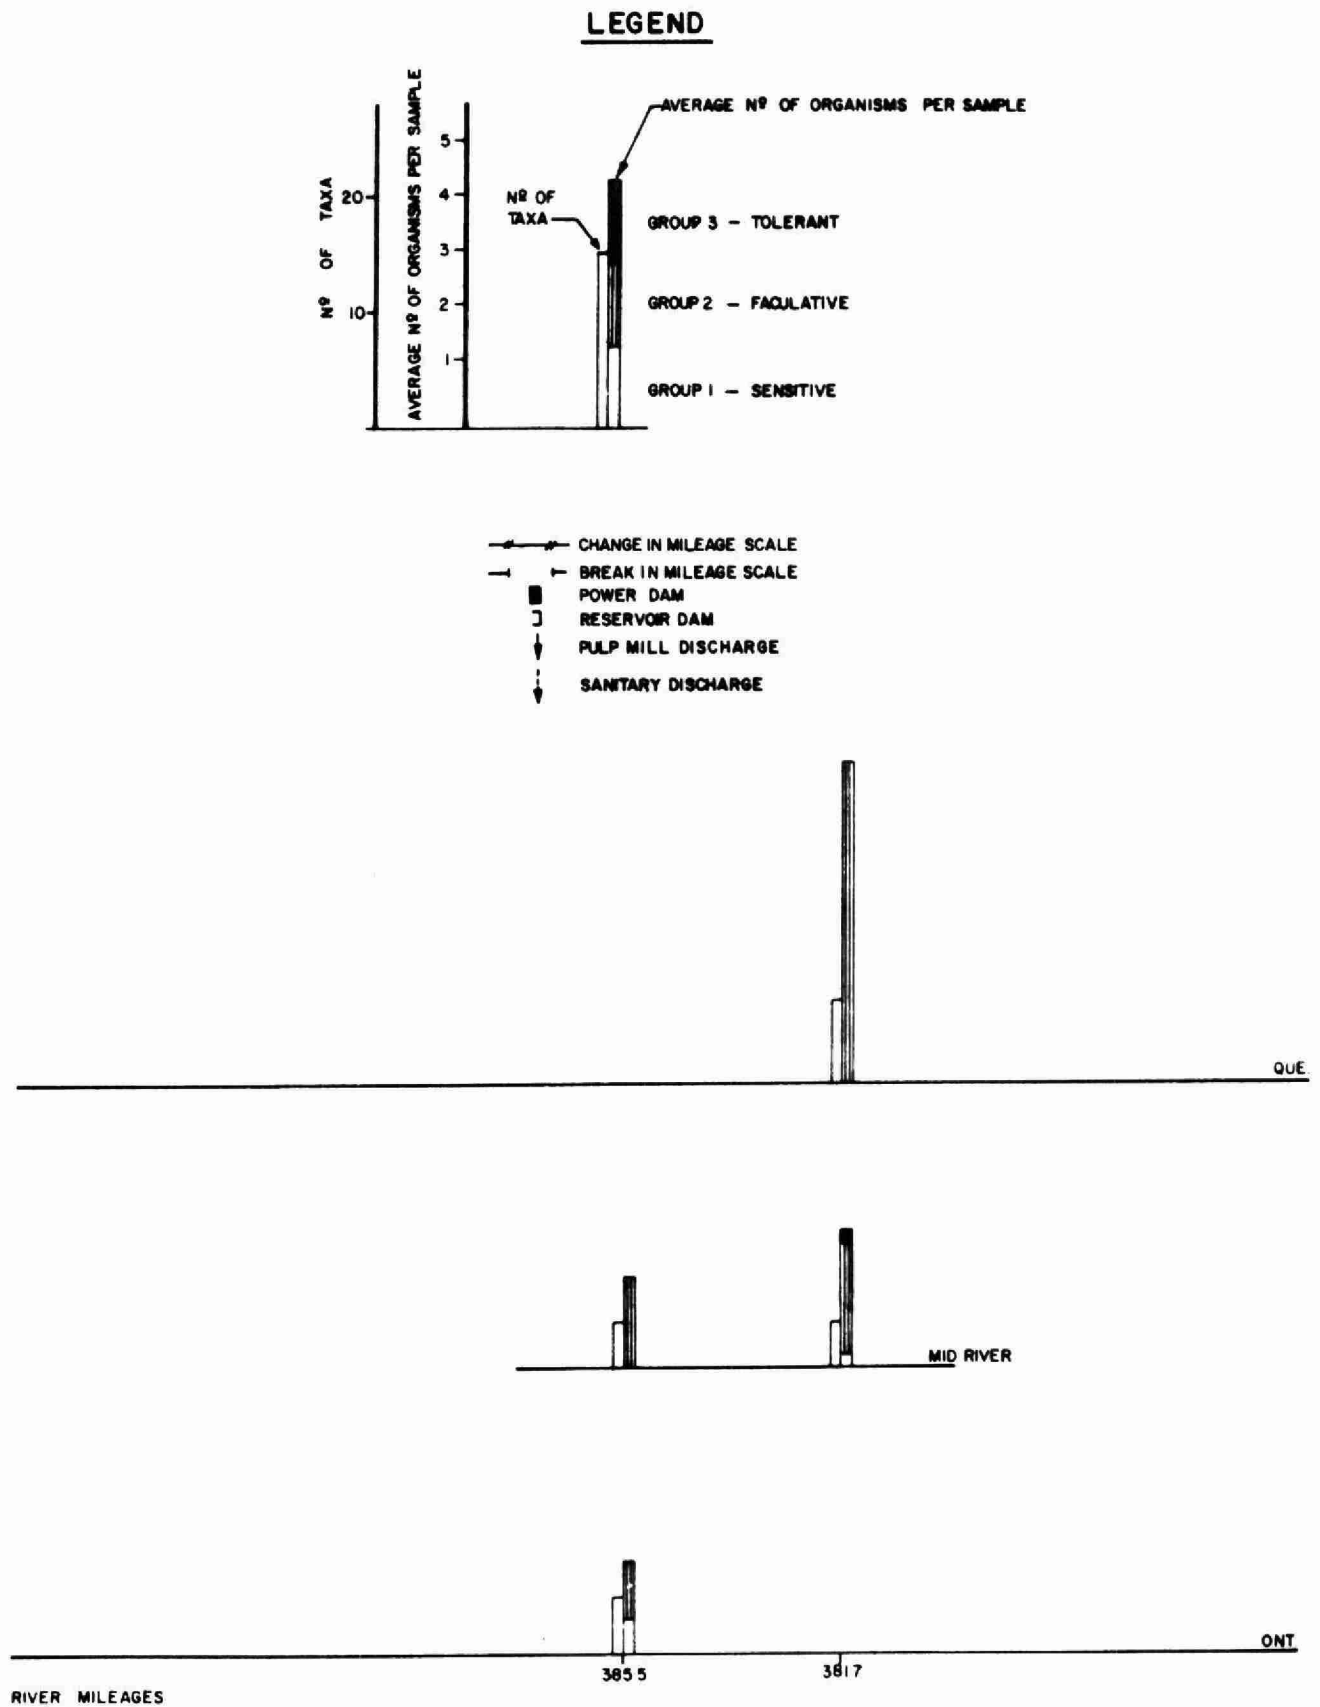 LEGEND
Nº OF TAXA
20
10
AVERAGE Nº OF ORGANISMS PER SAMPLE
5
4
3
2
1
AVERAGE Nº OF ORGANISMS PER SAMPLE
Nº OF
TAXA
GROUP 3 - TOLERANT
GROUP 2 - FACULATIVE
GROUP 1 - SENSITIVE
CHANGE IN MILEAGE SCALE
BREAK IN MILEAGE SCALE
POWER DAM
RESERVOIR DAM
PULP MILL DISCHARGE
SANITARY DISCHARGE
QUE.
MID RIVER
ONT
385 5
381 7
RIVER MILEAGES